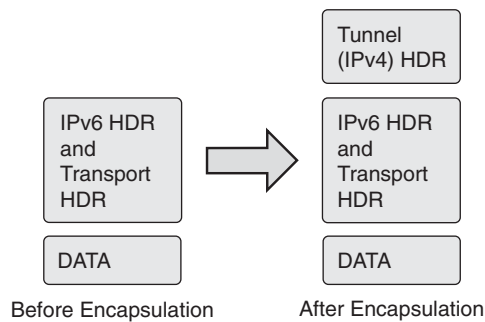 IPv6 HDR
and
Transport
HDR
DATA
Before Encapsulation
Tunnel
(IPv4) HDR
IPv6 HDR
and
Transport
HDR
DATA
After Encapsulation